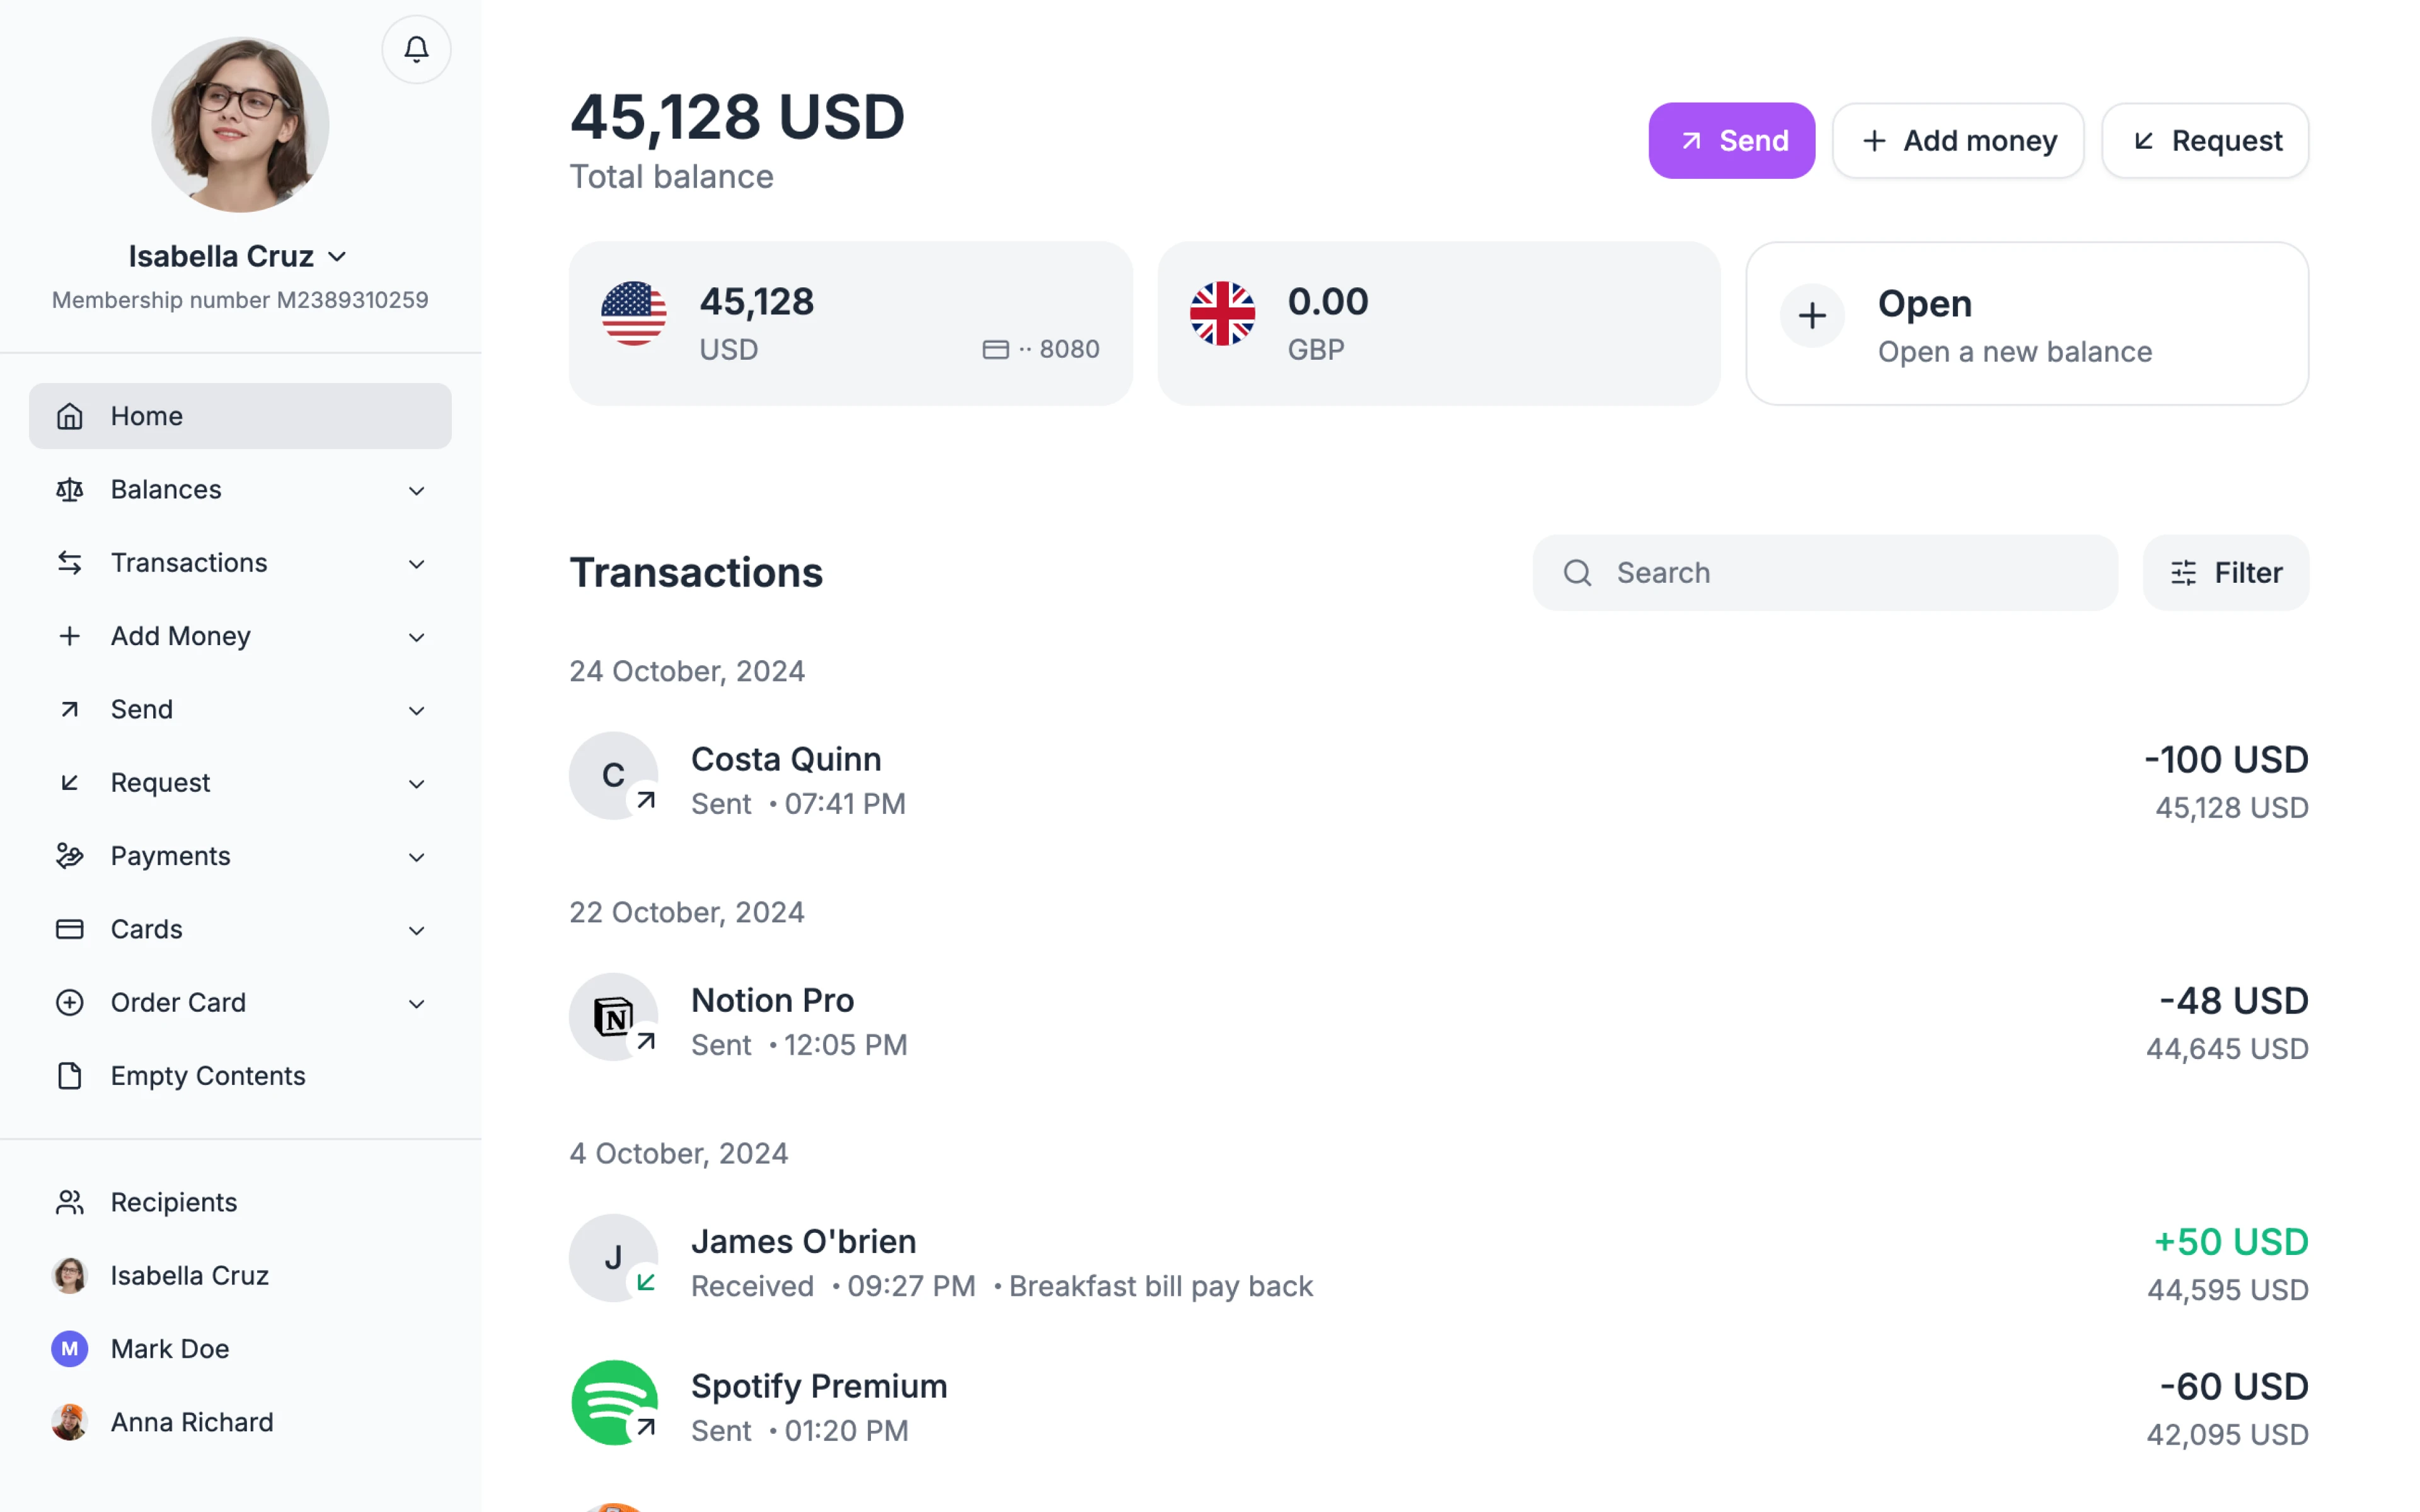 Isabella Cruz
Membership number M2389310259
Home
Balances
Transactions
Add Money
Send
Request
Payments
Cards
Order Card
Empty Contents
Recipients
Isabella Cruz
M Mark Doe
Anna Richard
45,128 USD
Total balance
Send
Add money
Request
45,128
USD
·· 8080
0.00
GBP
Open
Open a new balance
Transactions
Search
Filter
24 October, 2024
C
Costa Quinn
Sent • 07:41 PM
-100 USD
45,128 USD
22 October, 2024
N
Notion Pro
Sent • 12:05 PM
-48 USD
44,645 USD
4 October, 2024
J
James O'brien
Received • 09:27 PM • Breakfast bill pay back
+50 USD
44,595 USD
Spotify Premium
Sent • 01:20 PM
-60 USD
42,095 USD